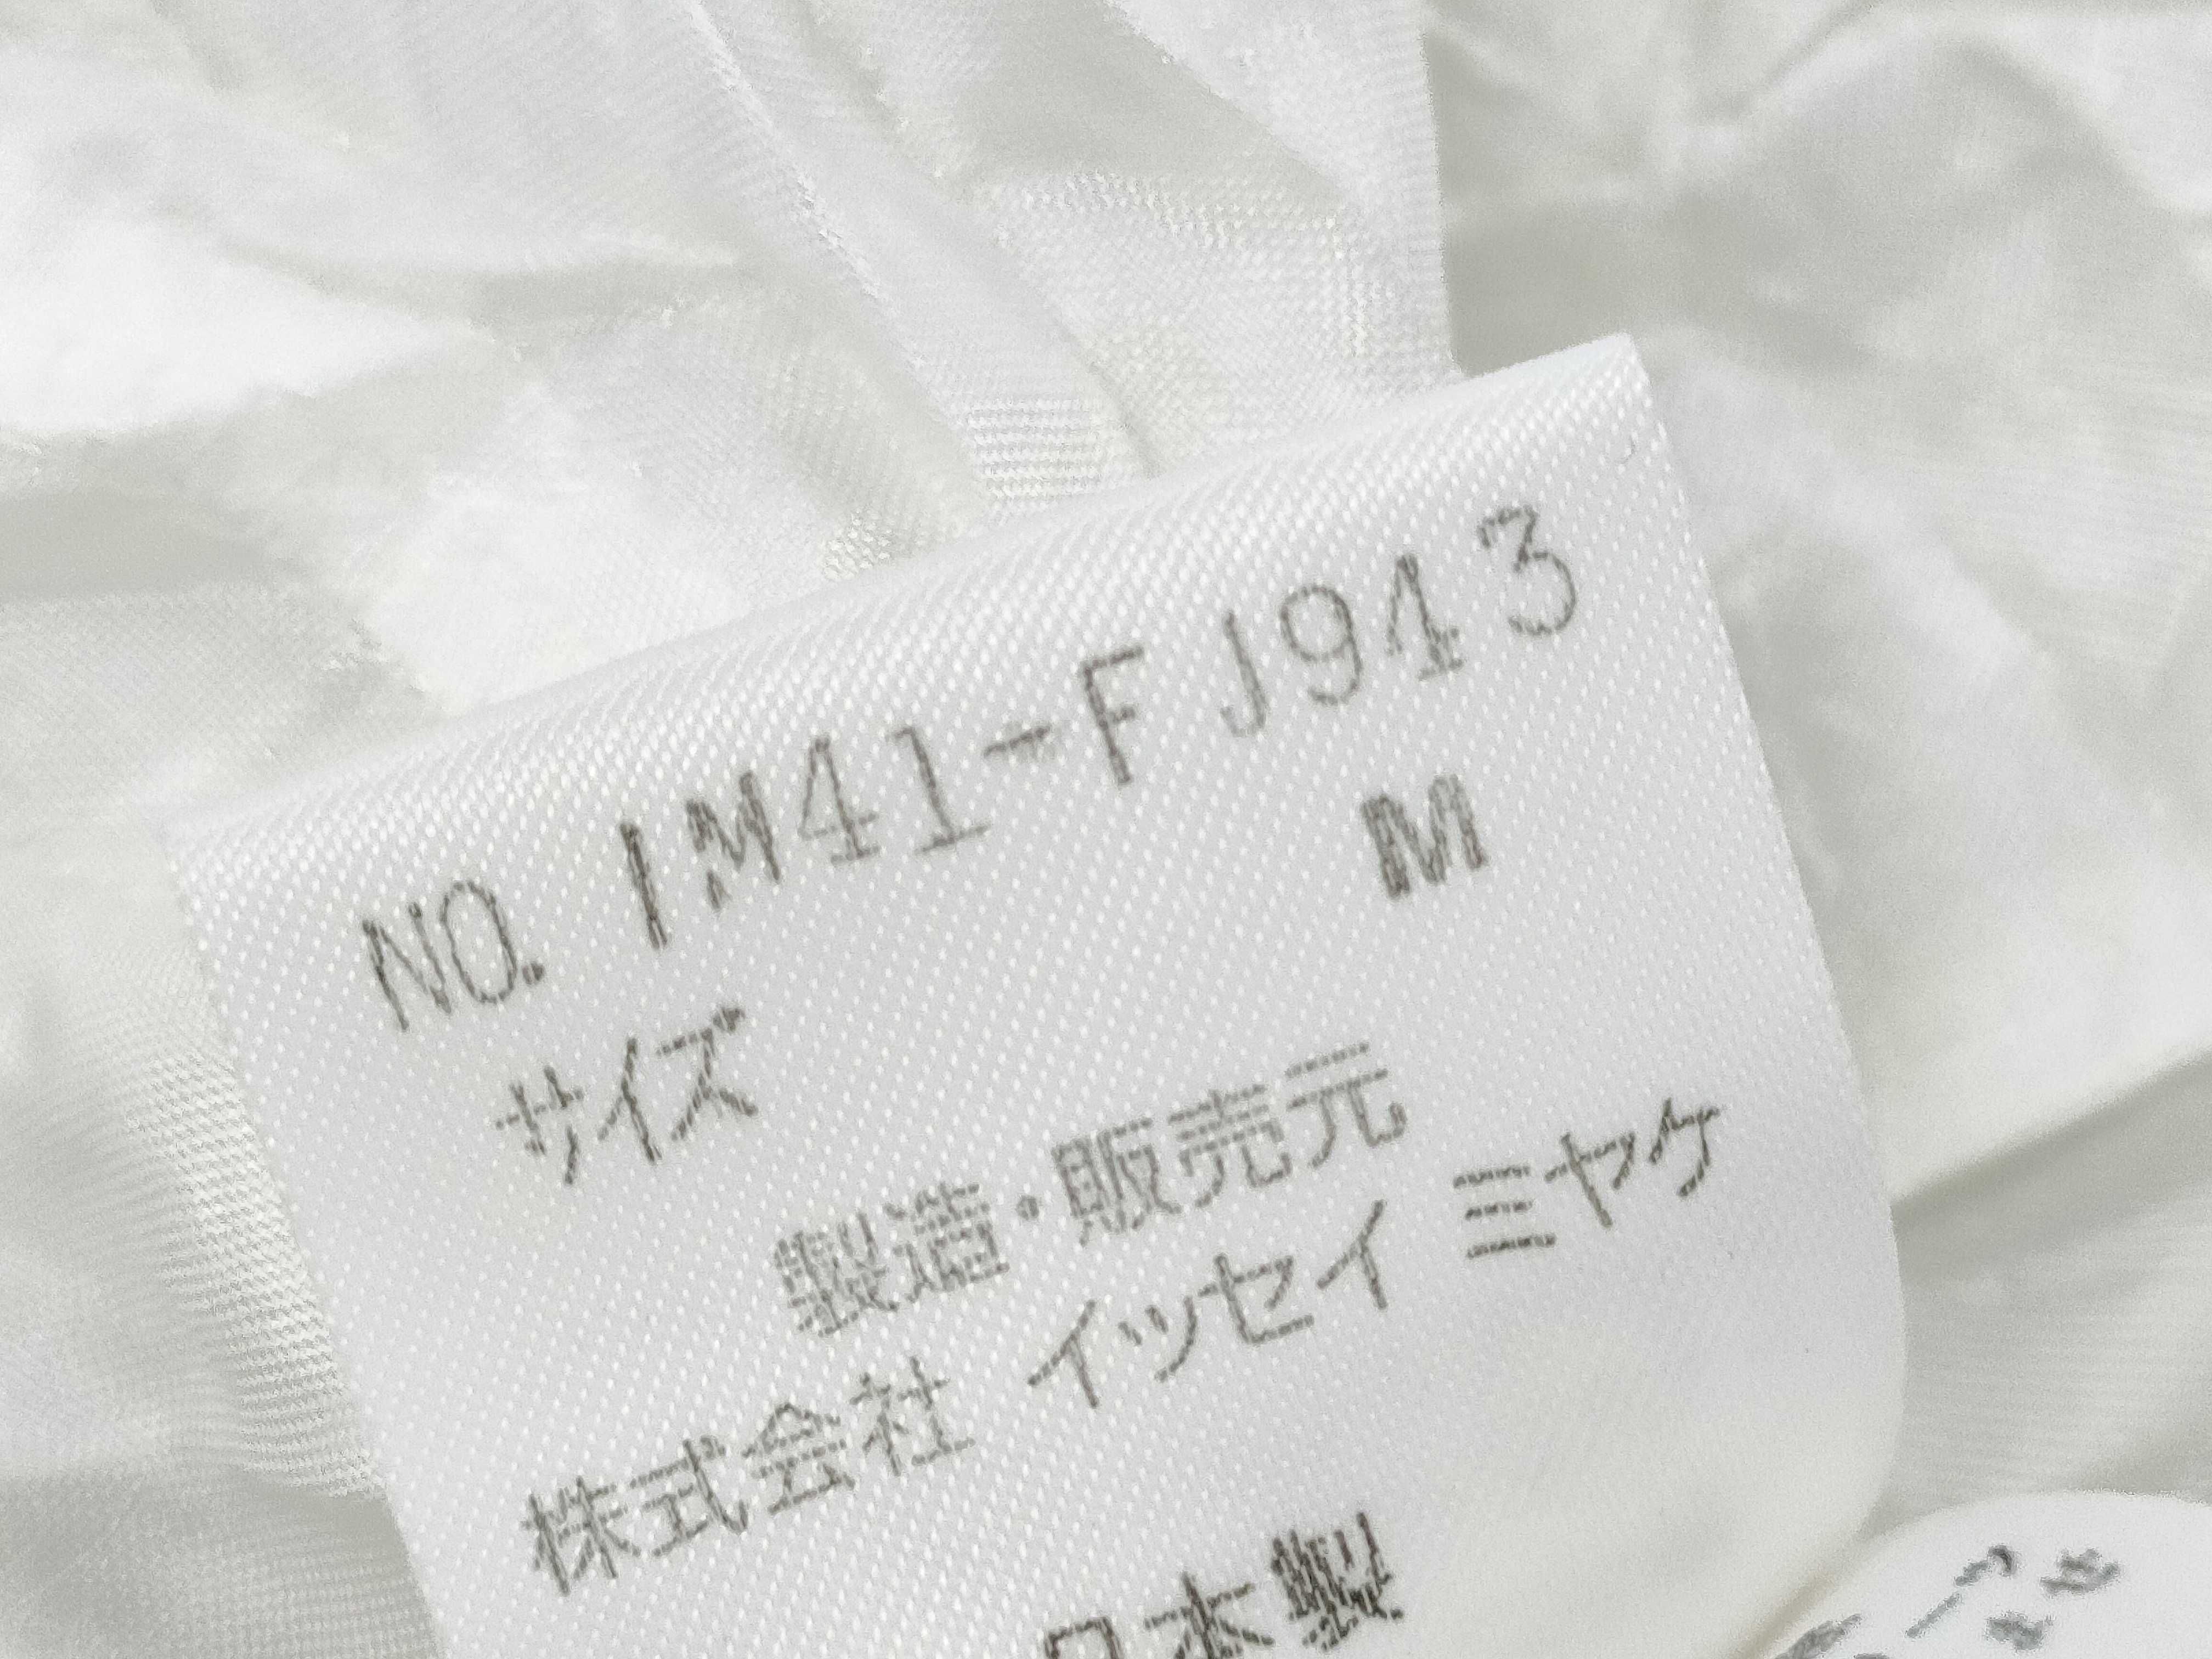 NO. IM41-FJ943
サイズ M
製造・販売元
株式会社 イッセイ ミヤケ
日本製